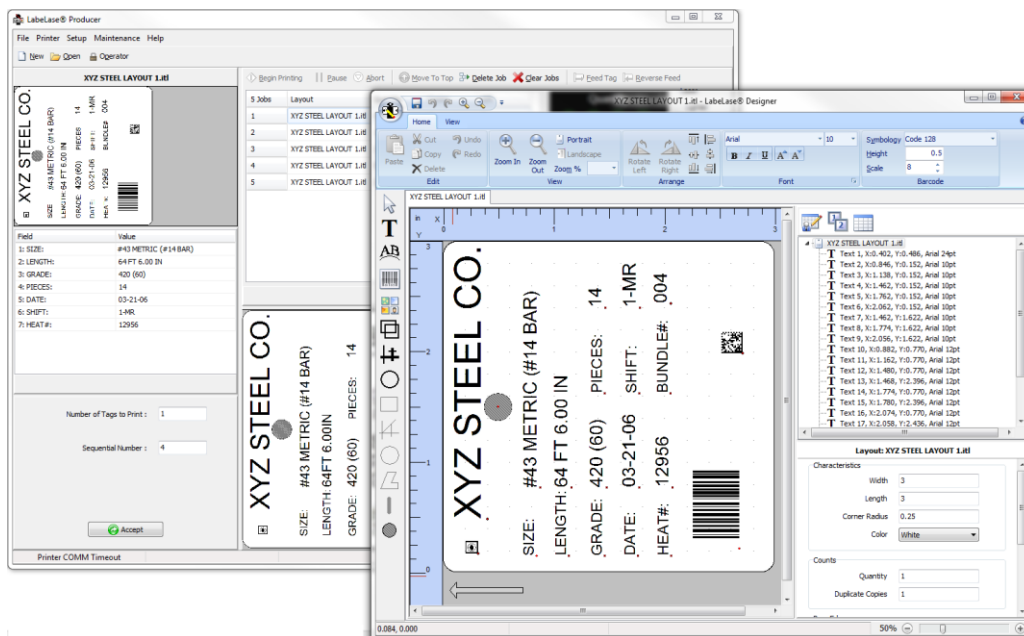 LabeLase® Producer
File Printer Setup Maintenance Help
New Open Operator
XYZ STEEL LAYOUT 1.itl
XYZ STEEL CO.
SIZE: #43 METRIC (#14 BAR)
LENGTH: 64 FT 6.00 IN
GRADE: 420 (60) PIECES 14
03-21-06 1-MR
12956 BUNDLE# 004
Field Value
1: SIZE: #43 METRIC (#14 BAR)
2: LENGTH: 64 FT 6.00 IN
3: GRADE: 420 (60)
4: PIECES: 14
5: DATE: 03-21-06
6: SHIFT: 1-MR
7: HEAT#: 12956
Number of Tags to Print : 1
Sequential Number : 4
Accept
Printer COMM Timeout
Begin Printing Pause Abort Move To Top Delete Job Clear Jobs Feed Tag Reverse Feed
5 Jobs Layout
1 XYZ STEEL LAYOUT 1.itl
2 XYZ STEEL LAYOUT 1.itl
3 XYZ STEEL LAYOUT 1.itl
4 XYZ STEEL LAYOUT 1.itl
5 XYZ STEEL LAYOUT 1.itl
XYZ STEEL CO.
SIZE: #43 METRIC (#14 BAR)
LENGTH: 64FT 6.00IN
GRADE: 420 (60) PIECES: 14
XYZ STEEL LAYOUT 1.itl - LabeLase® Designer
Home View
Paste Cut Copy Delete Undo Redo
Edit
Zoom In Zoom Out Portrait Landscape Zoom %
View
Rotate Left Rotate Right
Arrange
Arial 10
B I U A A
Font
Symbology Code 128
Height 0.5
Scale 8
Barcode
XYZ STEEL LAYOUT 1.itl
T
AB
in X
Y
0 1 2 3
3
2
1
0
XYZ STEEL CO.
SIZE: #43 METRIC (#14 BAR)
LENGTH: 64 FT 6.00 IN
GRADE: 420 (60) PIECES: 14
DATE: 03-21-06 SHIFT: 1-MR
HEAT#: 12956 BUNDLE#: 004
XYZ STEEL LAYOUT 1.itl
T Text 1, X:0.402, Y:0.486, Arial 24pt
T Text 2, X:0.846, Y:0.152, Arial 10pt
T Text 3, X:1.138, Y:0.152, Arial 10pt
T Text 4, X:1.462, Y:0.152, Arial 10pt
T Text 5, X:1.762, Y:0.152, Arial 10pt
T Text 6, X:2.062, Y:0.152, Arial 10pt
T Text 7, X:1.462, Y:1.622, Arial 10pt
T Text 8, X:1.774, Y:1.622, Arial 10pt
T Text 9, X:2.056, Y:1.622, Arial 10pt
T Text 10, X:0.882, Y:0.770, Arial 12pt
T Text 11, X:1.162, Y:0.770, Arial 12pt
T Text 12, X:1.480, Y:0.770, Arial 12pt
T Text 13, X:1.468, Y:2.396, Arial 12pt
T Text 14, X:1.774, Y:0.770, Arial 12pt
T Text 15, X:1.780, Y:2.396, Arial 12pt
T Text 16, X:2.074, Y:0.770, Arial 12pt
T Text 17, X:2.058, Y:2.436, Arial 12pt
Layout: XYZ STEEL LAYOUT 1.itl
Characteristics
Width 3
Length 3
Corner Radius 0.25
Color White
Counts
Quantity 1
Duplicate Copies 1
0.084, 0.000
50%